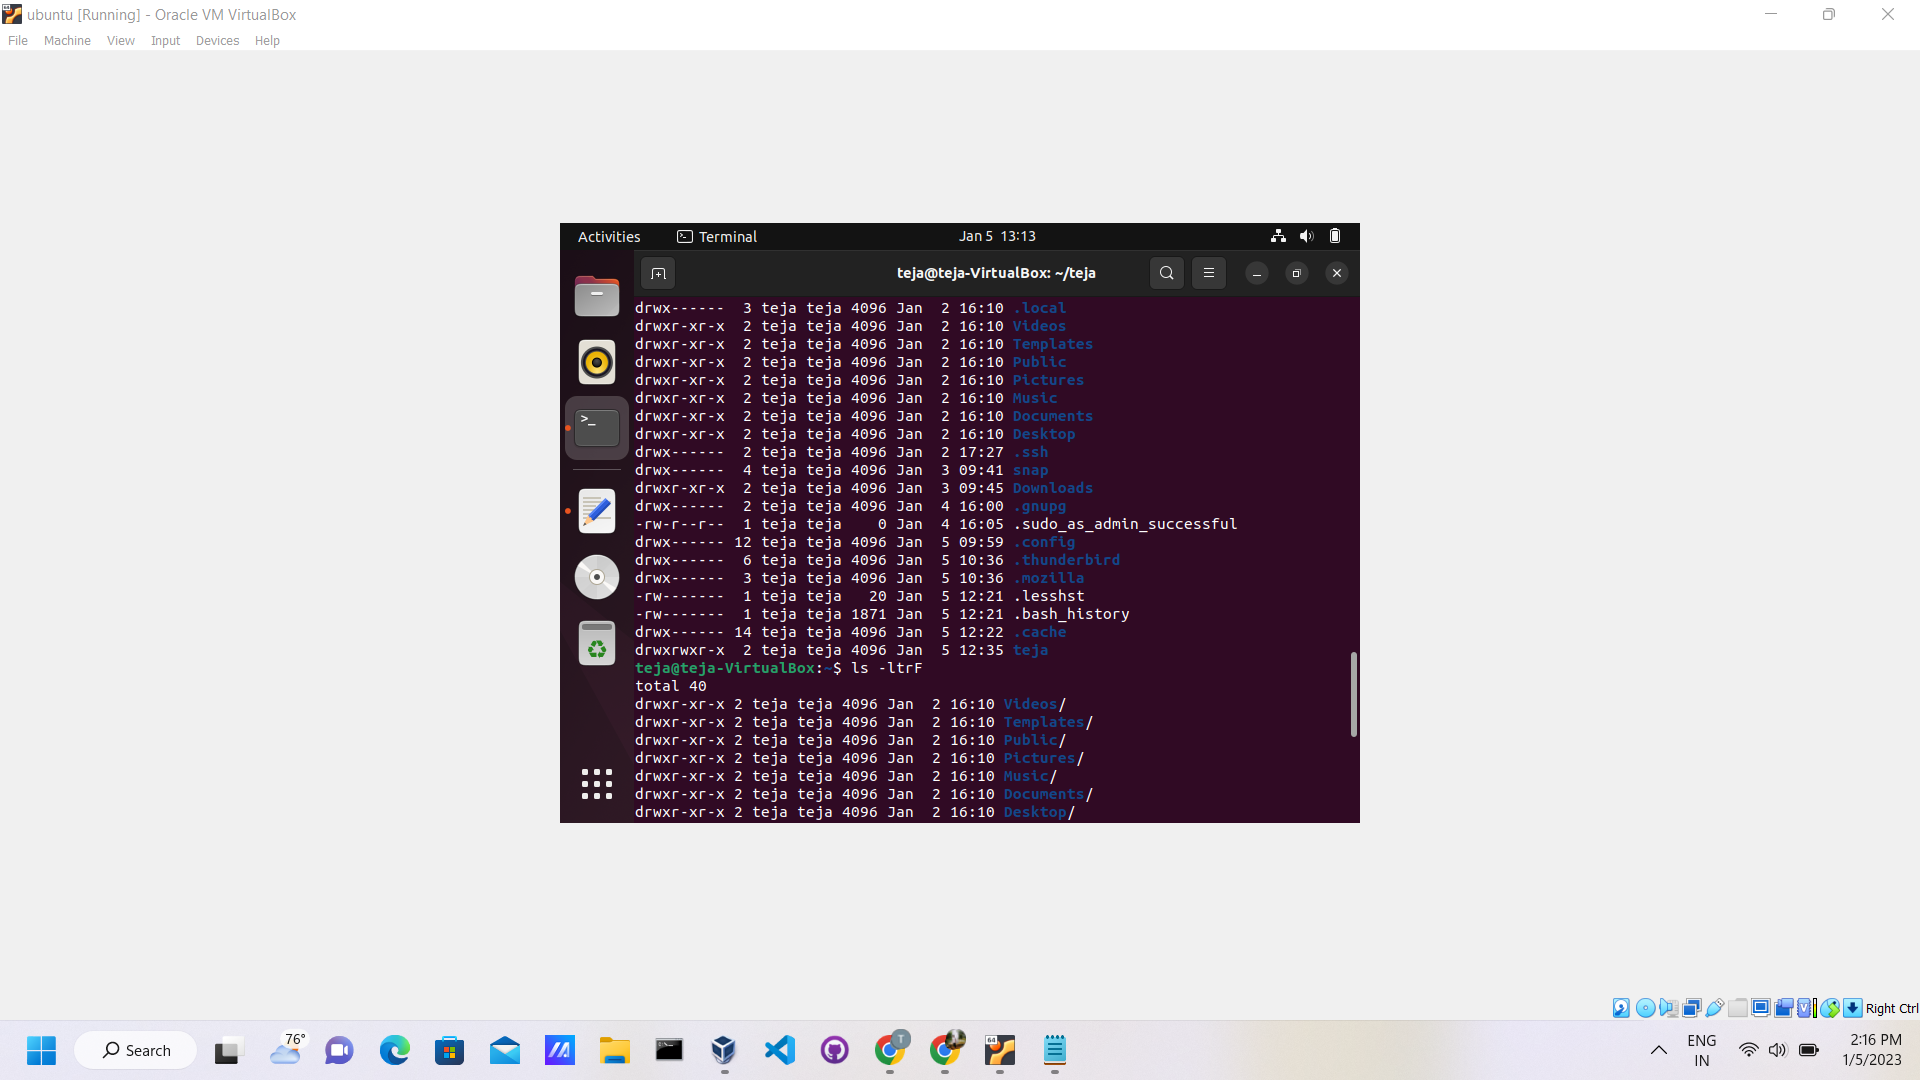 ubuntu [Running] - Oracle VM VirtualBox
File Machine View Input Devices Help
Activities Terminal Jan 5 13:13
teja@teja-VirtualBox: ~/teja
drwx------  3 teja teja 4096 Jan  2 16:10 .local
drwxr-xr-x  2 teja teja 4096 Jan  2 16:10 Videos
drwxr-xr-x  2 teja teja 4096 Jan  2 16:10 Templates
drwxr-xr-x  2 teja teja 4096 Jan  2 16:10 Public
drwxr-xr-x  2 teja teja 4096 Jan  2 16:10 Pictures
drwxr-xr-x  2 teja teja 4096 Jan  2 16:10 Music
drwxr-xr-x  2 teja teja 4096 Jan  2 16:10 Documents
drwxr-xr-x  2 teja teja 4096 Jan  2 16:10 Desktop
drwx------  2 teja teja 4096 Jan  2 17:27 .ssh
drwx------  4 teja teja 4096 Jan  3 09:41 snap
drwxr-xr-x  2 teja teja 4096 Jan  3 09:45 Downloads
drwx------  2 teja teja 4096 Jan  4 16:00 .gnupg
-rw-r--r--  1 teja teja    0 Jan  4 16:05 .sudo_as_admin_successful
drwx------ 12 teja teja 4096 Jan  5 09:59 .config
drwx------  6 teja teja 4096 Jan  5 10:36 .thunderbird
drwx------  3 teja teja 4096 Jan  5 10:36 .mozilla
-rw-------  1 teja teja   20 Jan  5 12:21 .lesshst
-rw-------  1 teja teja 1871 Jan  5 12:21 .bash_history
drwx------ 14 teja teja 4096 Jan  5 12:22 .cache
drwxrwxr-x  2 teja teja 4096 Jan  5 12:35 teja
teja@teja-VirtualBox:~$ ls -ltrF
total 40
drwxr-xr-x 2 teja teja 4096 Jan  2 16:10 Videos/
drwxr-xr-x 2 teja teja 4096 Jan  2 16:10 Templates/
drwxr-xr-x 2 teja teja 4096 Jan  2 16:10 Public/
drwxr-xr-x 2 teja teja 4096 Jan  2 16:10 Pictures/
drwxr-xr-x 2 teja teja 4096 Jan  2 16:10 Music/
drwxr-xr-x 2 teja teja 4096 Jan  2 16:10 Documents/
drwxr-xr-x 2 teja teja 4096 Jan  2 16:10 Desktop/
Right Ctrl
Search 76° T 64 ENG 2:16 PM
IN 1/5/2023